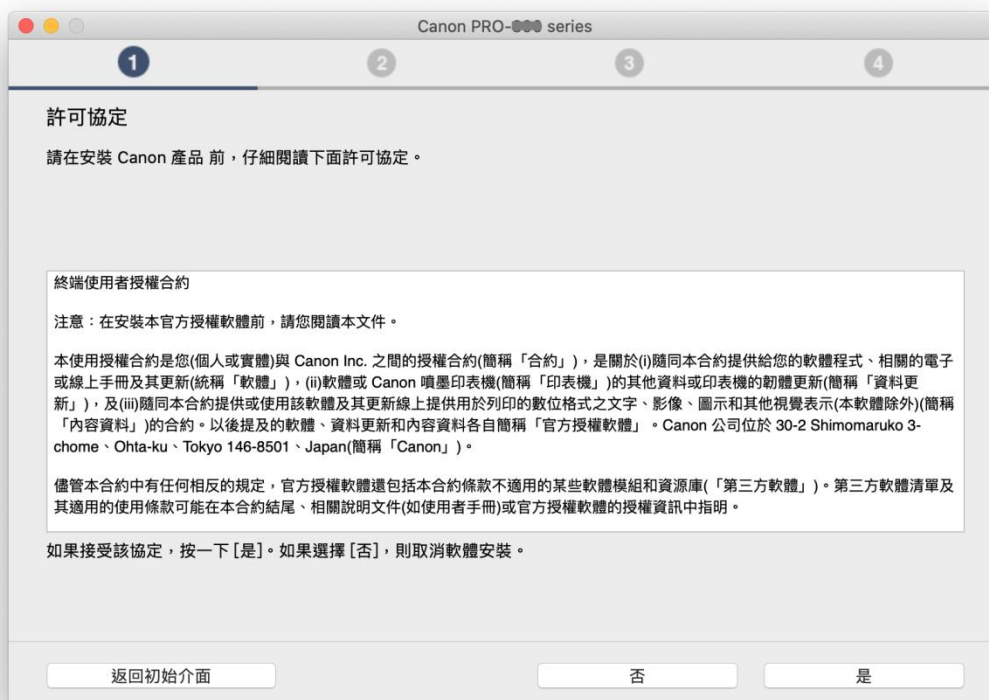 Canon PRO- series
1
2
3
4
許可協定
請在安裝 Canon 產品 前，仔細閱讀下面許可協定。
終端使用者授權合約
注意：在安裝本官方授權軟體前，請您閱讀本文件。
本使用授權合約是您(個人或實體)與 Canon Inc. 之間的授權合約(簡稱「合約」)，是關於(i)隨同本合約提供給您的軟體程式、相關的電子
或線上手冊及其更新(統稱「軟體」)，(ii)軟體或 Canon 噴墨印表機(簡稱「印表機」)的其他資料或印表機的韌體更新(簡稱「資料更
新」)，及(iii)隨同本合約提供或使用該軟體及其更新線上提供用於列印的數位格式之文字、影像、圖示和其他視覺表示(本軟體除外)(簡稱
「內容資料」)的合約。以後提及的軟體、資料更新和內容資料各自簡稱「官方授權軟體」。Canon 公司位於 30-2 Shimomaruko 3-
chome、Ohta-ku、Tokyo 146-8501、Japan(簡稱「Canon」)。
儘管本合約中有任何相反的規定，官方授權軟體還包括本合約條款不適用的某些軟體模組和資源庫(「第三方軟體」)。第三方軟體清單及
其適用的使用條款可能在本合約結尾、相關說明文件(如使用者手冊)或官方授權軟體的授權資訊中指明。
如果接受該協定，按一下 [是]。如果選擇 [否]，則取消軟體安裝。
返回初始介面
否
是